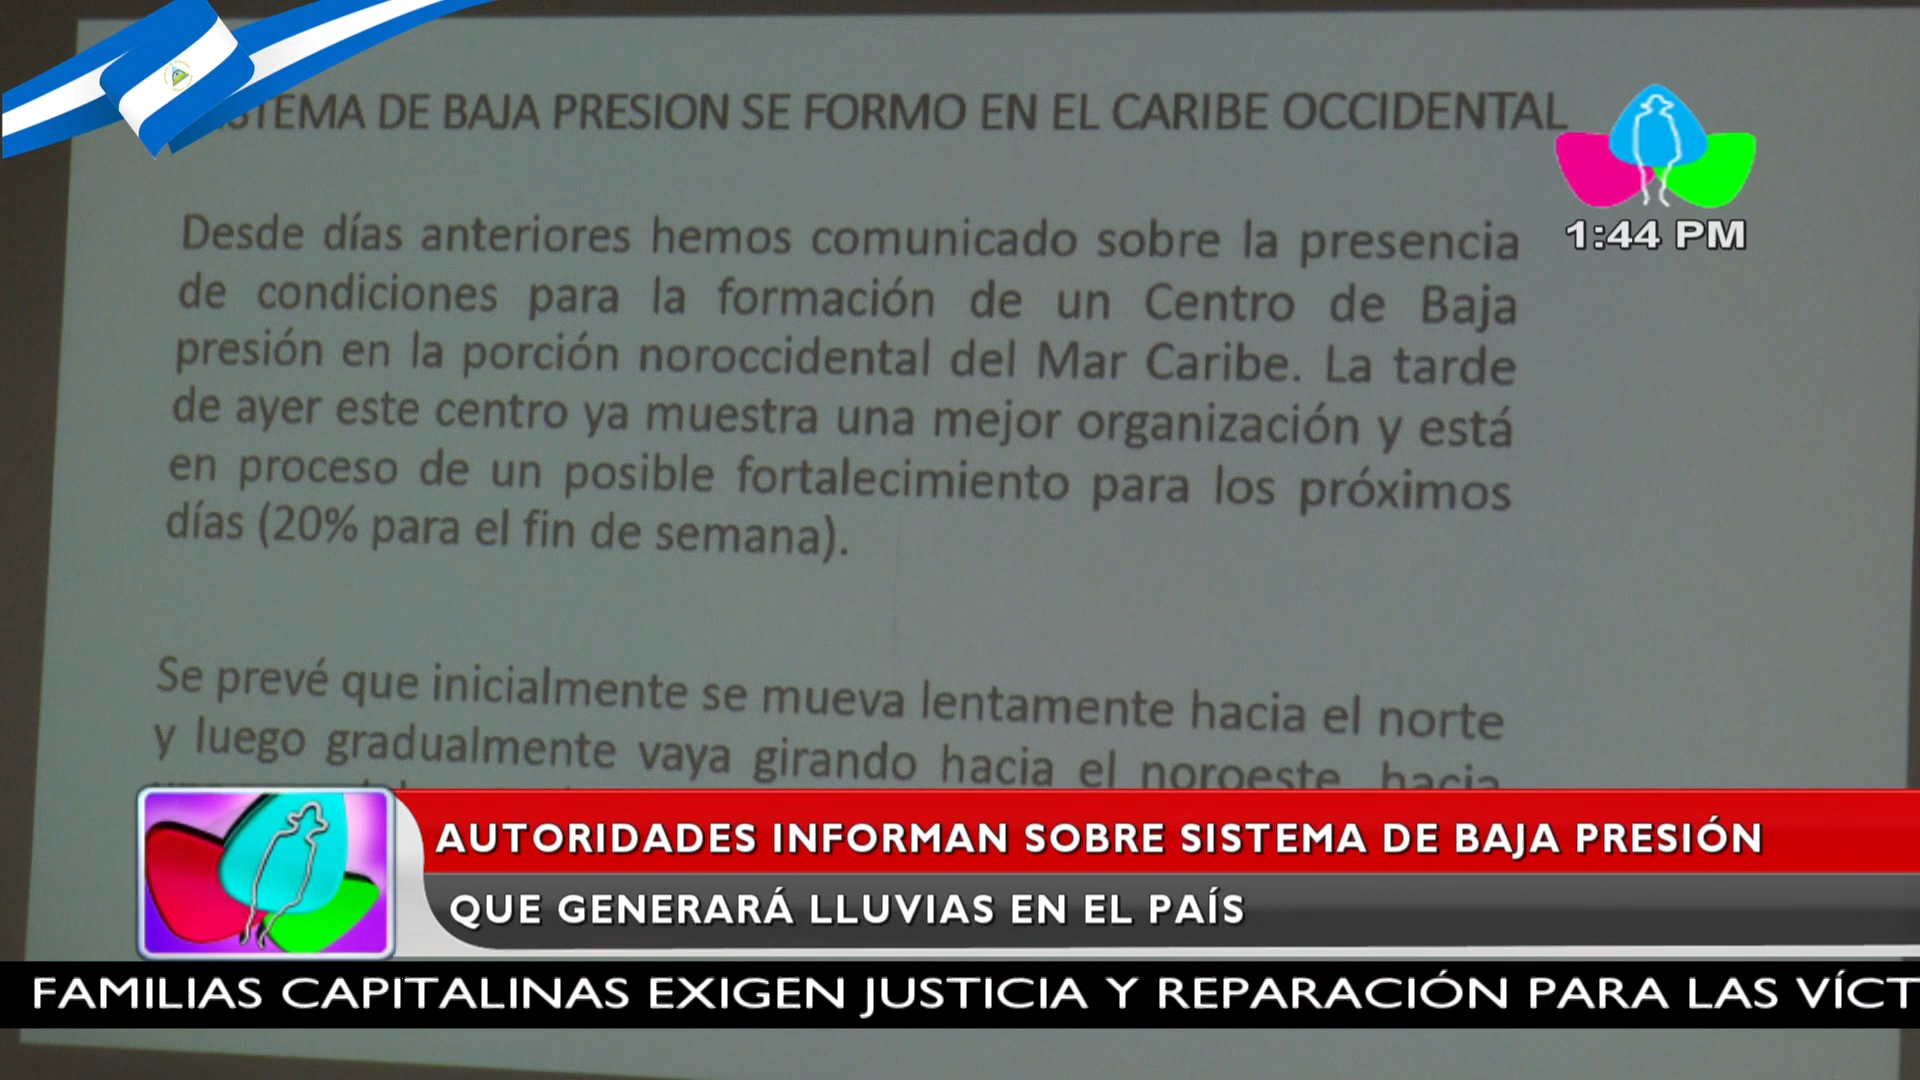 DE BAJA PRESION SE FORMO EN EL CARIBE OCCIDENTAL
1:44 PM
Desde días anteriores hemos comunicado sobre la presencia
de condiciones para la formación de un Centro de Baja
presión en la porción noroccidental del Mar Caribe. La tarde
de ayer este centro ya muestra una mejor organización y está
en proceso de un posible fortalecimiento para los próximos
días (20% para el fin de semana).
Se prevé que inicialmente se mueva lentamente hacia el norte
y luego gradualmente vaya girando hacia el noroeste, hacia
AUTORIDADES INFORMAN SOBRE SISTEMA DE BAJA PRESIÓN
QUE GENERARÁ LLUVIAS EN EL PAÍS
FAMILIAS CAPITALINAS EXIGEN JUSTICIA Y REPARACIÓN PARA LAS VÍCT